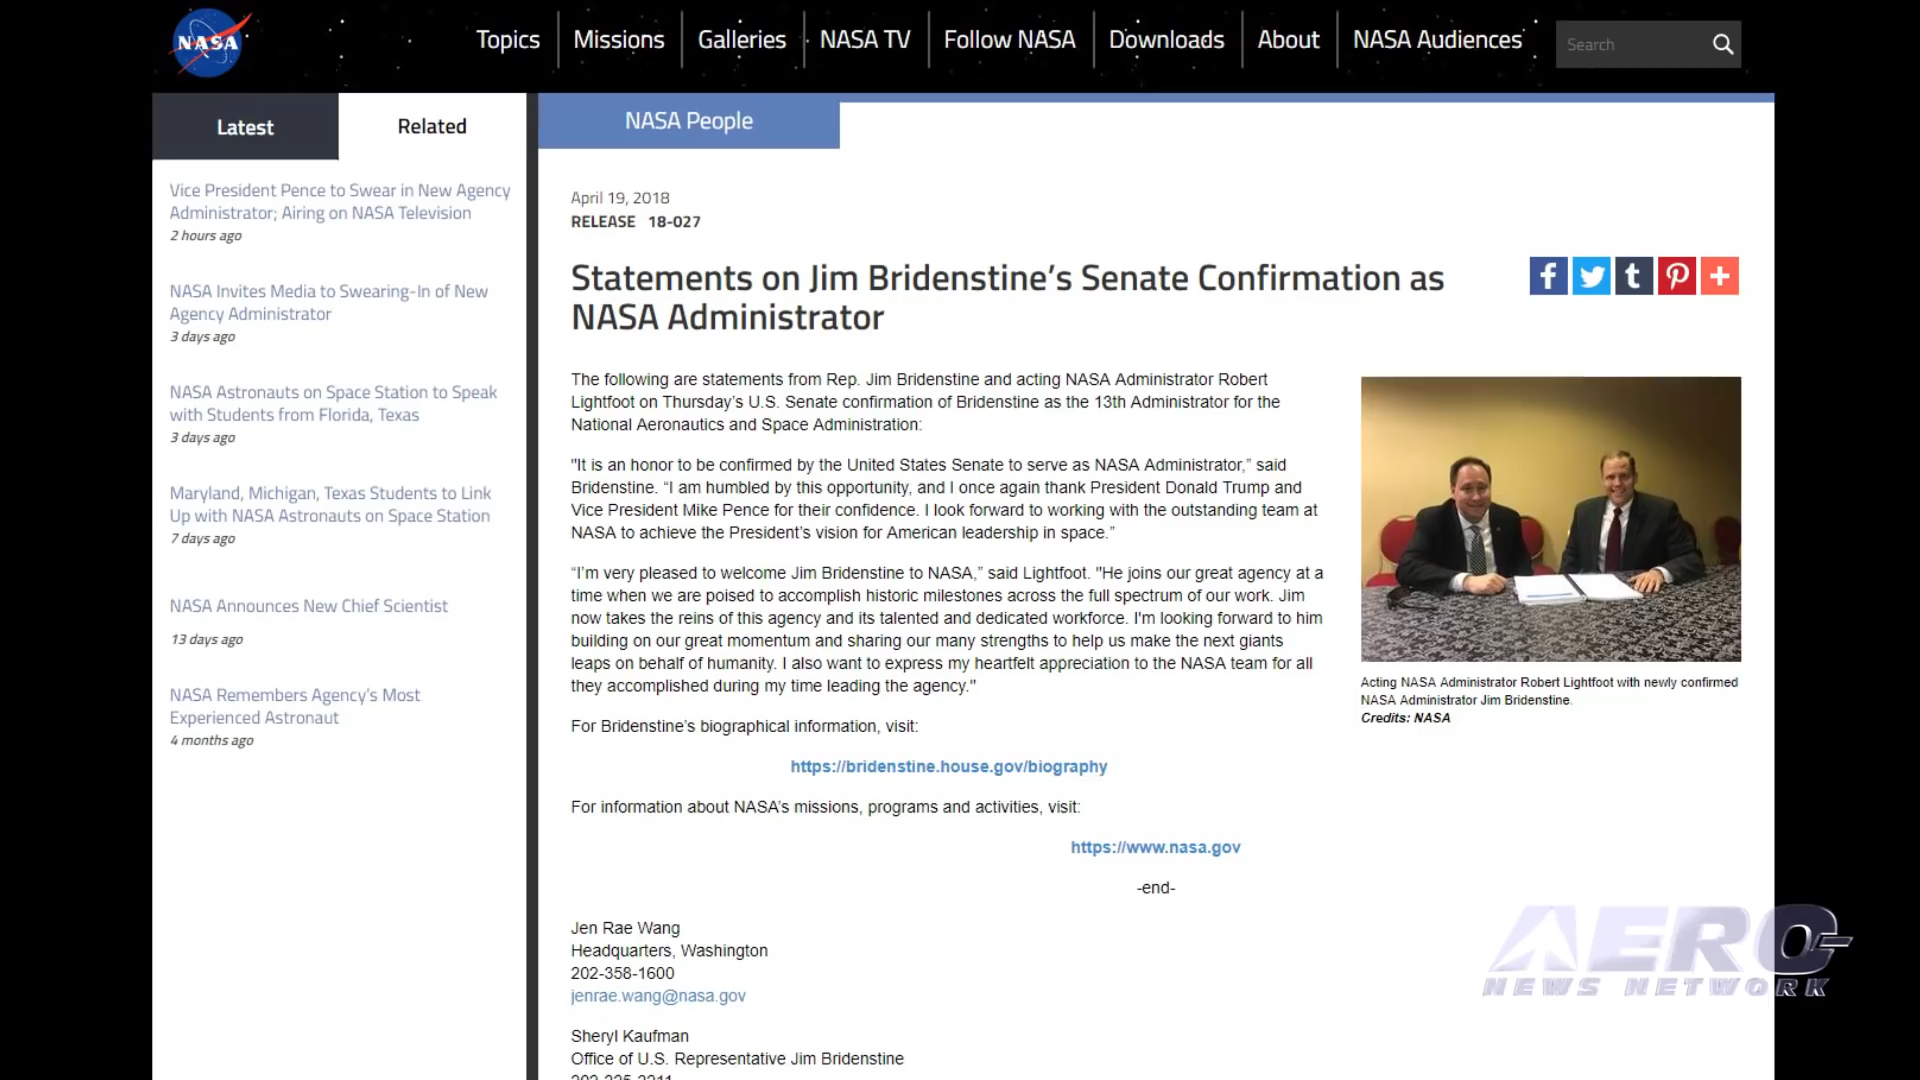 NASA
Topics
Missions
Galleries
NASA TV
Follow NASA
Downloads
About
NASA Audiences
Search
Latest
Related
Vice President Pence to Swear in New Agency
Administrator; Airing on NASA Television
2 hours ago
NASA Invites Media to Swearing-In of New
Agency Administrator
3 days ago
NASA Astronauts on Space Station to Speak
with Students from Florida, Texas
3 days ago
Maryland, Michigan, Texas Students to Link
Up with NASA Astronauts on Space Station
7 days ago
NASA Announces New Chief Scientist
13 days ago
NASA Remembers Agency’s Most
Experienced Astronaut
4 months ago
NASA People
April 19, 2018
RELEASE 18-027
Statements on Jim Bridenstine’s Senate Confirmation as
NASA Administrator
The following are statements from Rep. Jim Bridenstine and acting NASA Administrator Robert
Lightfoot on Thursday’s U.S. Senate confirmation of Bridenstine as the 13th Administrator for the
National Aeronautics and Space Administration:
"It is an honor to be confirmed by the United States Senate to serve as NASA Administrator,” said
Bridenstine. “I am humbled by this opportunity, and I once again thank President Donald Trump and
Vice President Mike Pence for their confidence. I look forward to working with the outstanding team at
NASA to achieve the President’s vision for American leadership in space.”
“I’m very pleased to welcome Jim Bridenstine to NASA,” said Lightfoot. "He joins our great agency at a
time when we are poised to accomplish historic milestones across the full spectrum of our work. Jim
now takes the reins of this agency and its talented and dedicated workforce. I'm looking forward to him
building on our great momentum and sharing our many strengths to help us make the next giants
leaps on behalf of humanity. I also want to express my heartfelt appreciation to the NASA team for all
they accomplished during my time leading the agency."
For Bridenstine’s biographical information, visit:
https://bridenstine.house.gov/biography
For information about NASA’s missions, programs and activities, visit:
https://www.nasa.gov
-end-
Jen Rae Wang
Headquarters, Washington
202-358-1600
jenrae.wang@nasa.gov
Sheryl Kaufman
Office of U.S. Representative Jim Bridenstine
202-225-2211
Acting NASA Administrator Robert Lightfoot with newly confirmed
NASA Administrator Jim Bridenstine.
Credits: NASA
AERO-
NEWS NETWORK